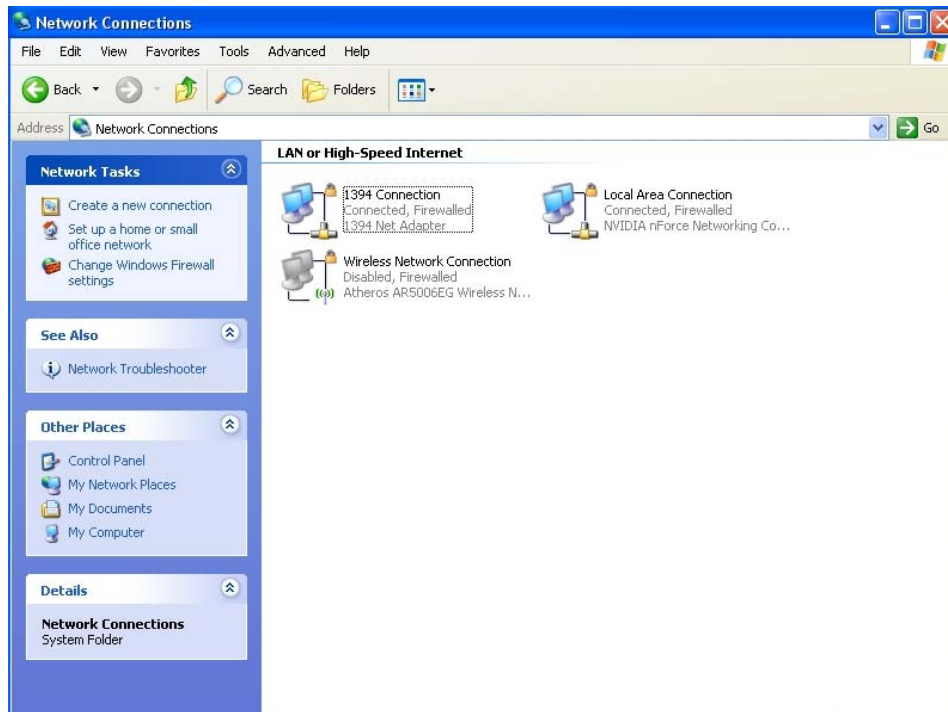 Network Connections
File Edit View Favorites Tools Advanced Help
Back Search Folders
Address Network Connections Go
Network Tasks
Create a new connection
Set up a home or small
office network
Change Windows Firewall
settings
See Also
Network Troubleshooter
Other Places
Control Panel
My Network Places
My Documents
My Computer
Details
Network Connections
System Folder
LAN or High-Speed Internet
1394 Connection
Connected, Firewalled
1394 Net Adapter
Local Area Connection
Connected, Firewalled
NVIDIA nForce Networking Co...
Wireless Network Connection
Disabled, Firewalled
Atheros AR5006EG Wireless N...